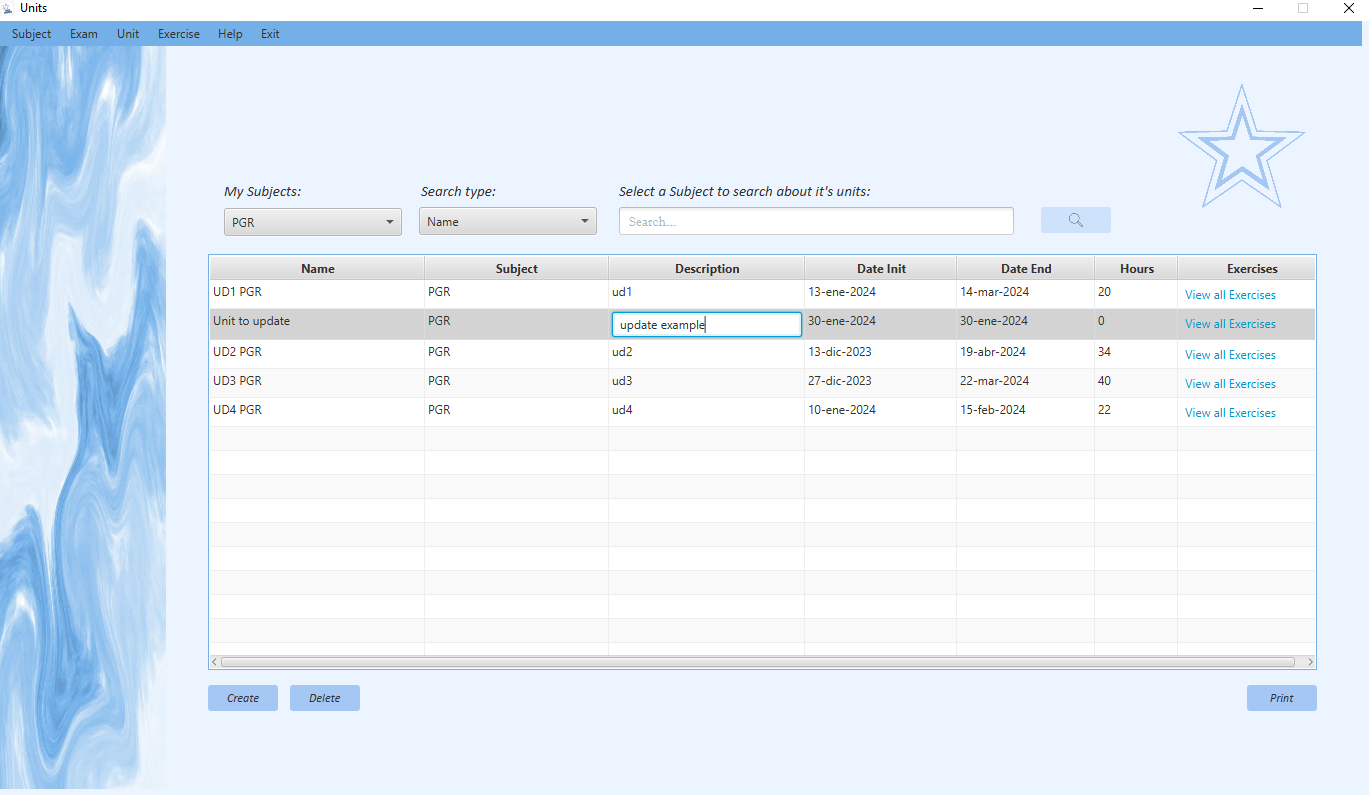 Units
Subject Exam Unit Exercise Help Exit
My Subjects: Search type: Select a Subject to search about it's units:
PGR Name Search...
Name Subject Description Date Init Date End Hours Exercises
UD1 PGR PGR ud1 13-ene-2024 14-mar-2024 20 View all Exercises
Unit to update PGR update example 30-ene-2024 30-ene-2024 0 View all Exercises
UD2 PGR PGR ud2 13-dic-2023 19-abr-2024 34 View all Exercises
UD3 PGR PGR ud3 27-dic-2023 22-mar-2024 40 View all Exercises
UD4 PGR PGR ud4 10-ene-2024 15-feb-2024 22 View all Exercises
Create Delete Print